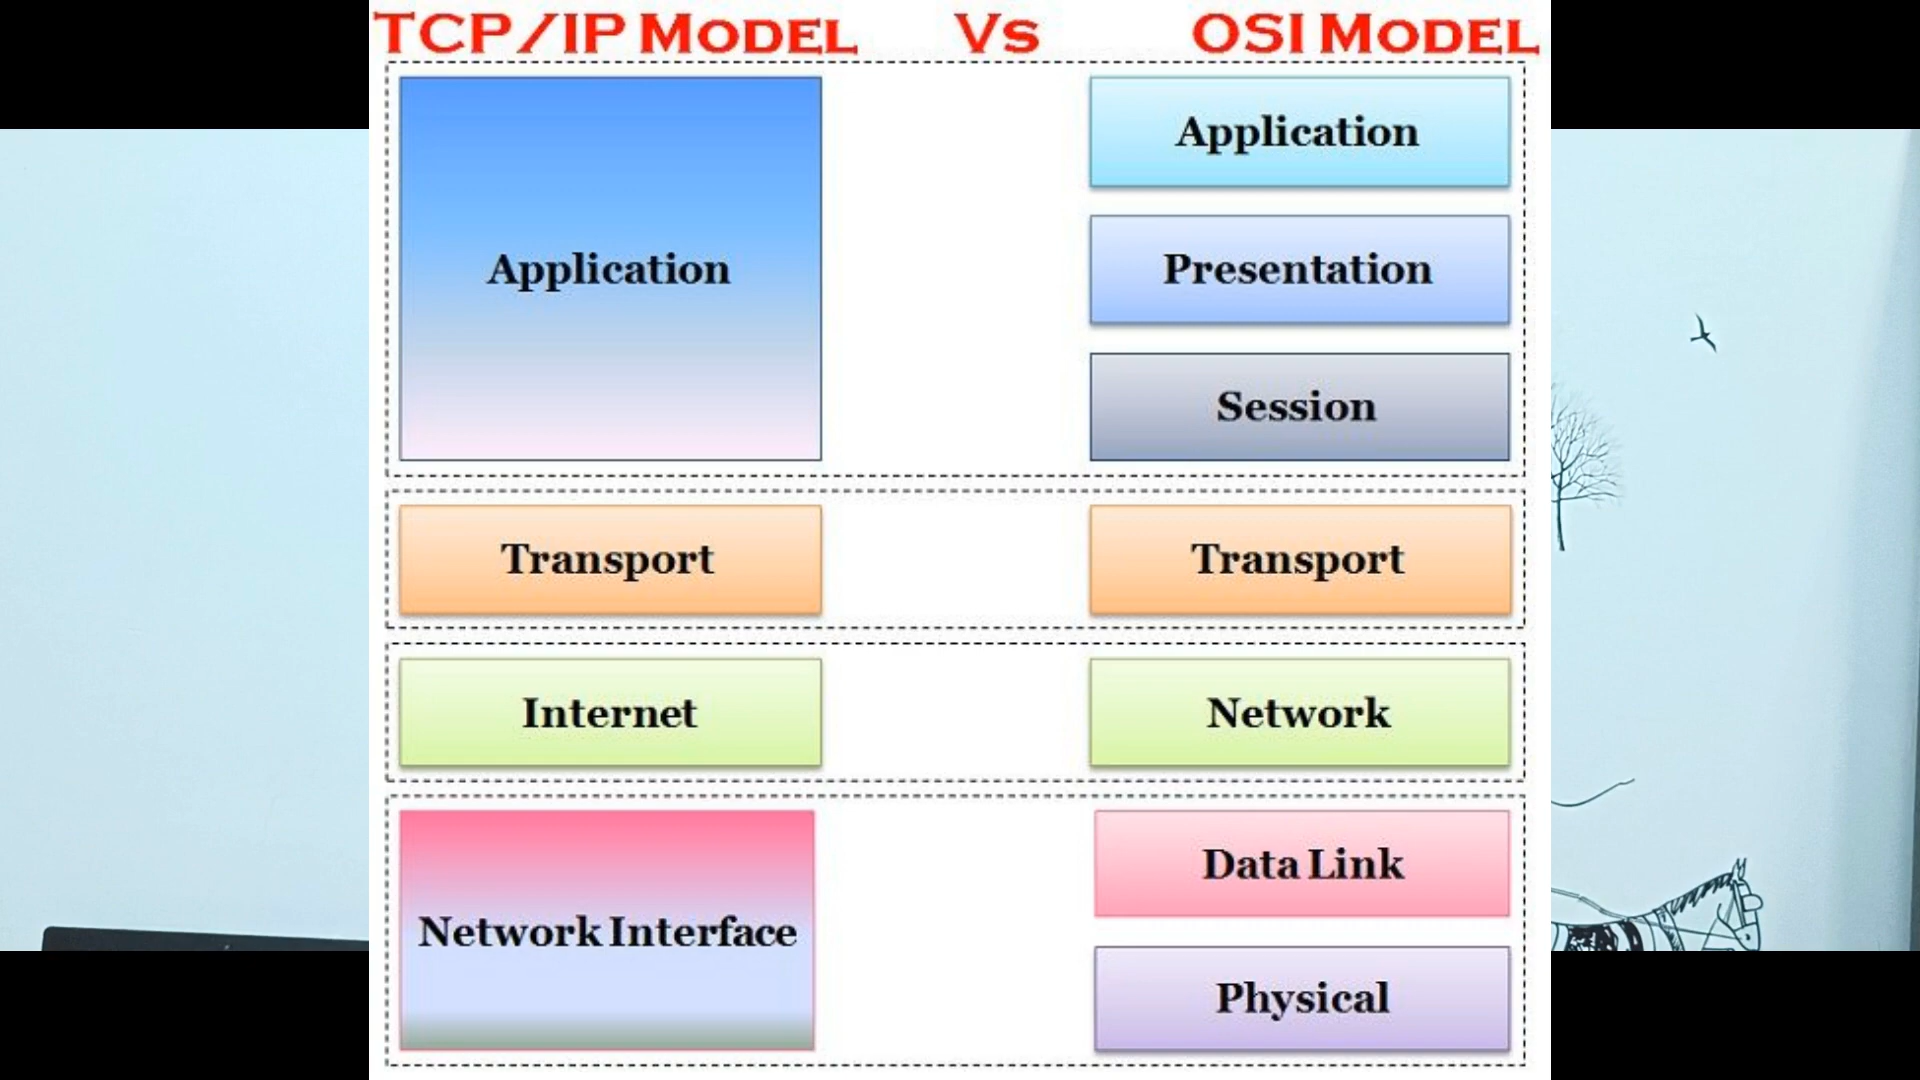 TCP/IP MODEL Vs OSI MODEL
Application
Application
Presentation
Session
Transport
Transport
Internet
Network
Network Interface
Data Link
Physical